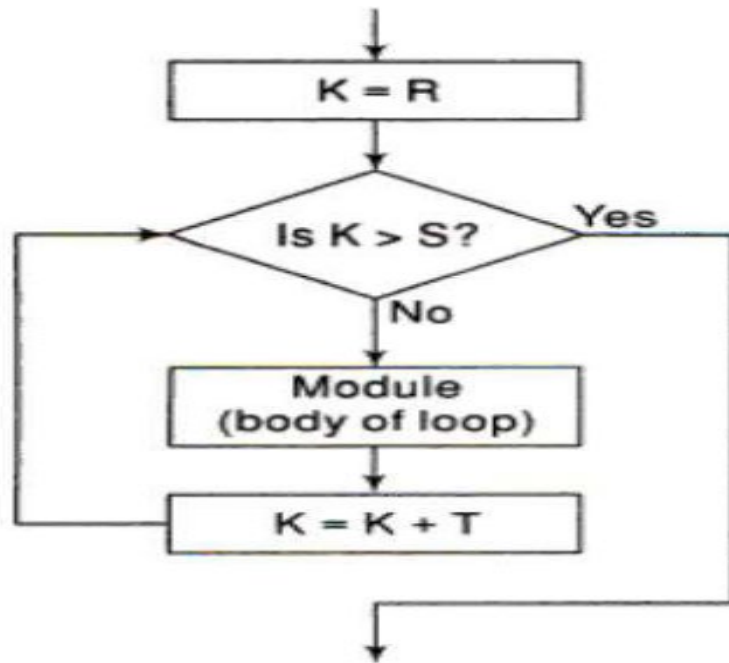 K = R
Is K > S?
Yes
No
Module
(body of loop)
K = K + T